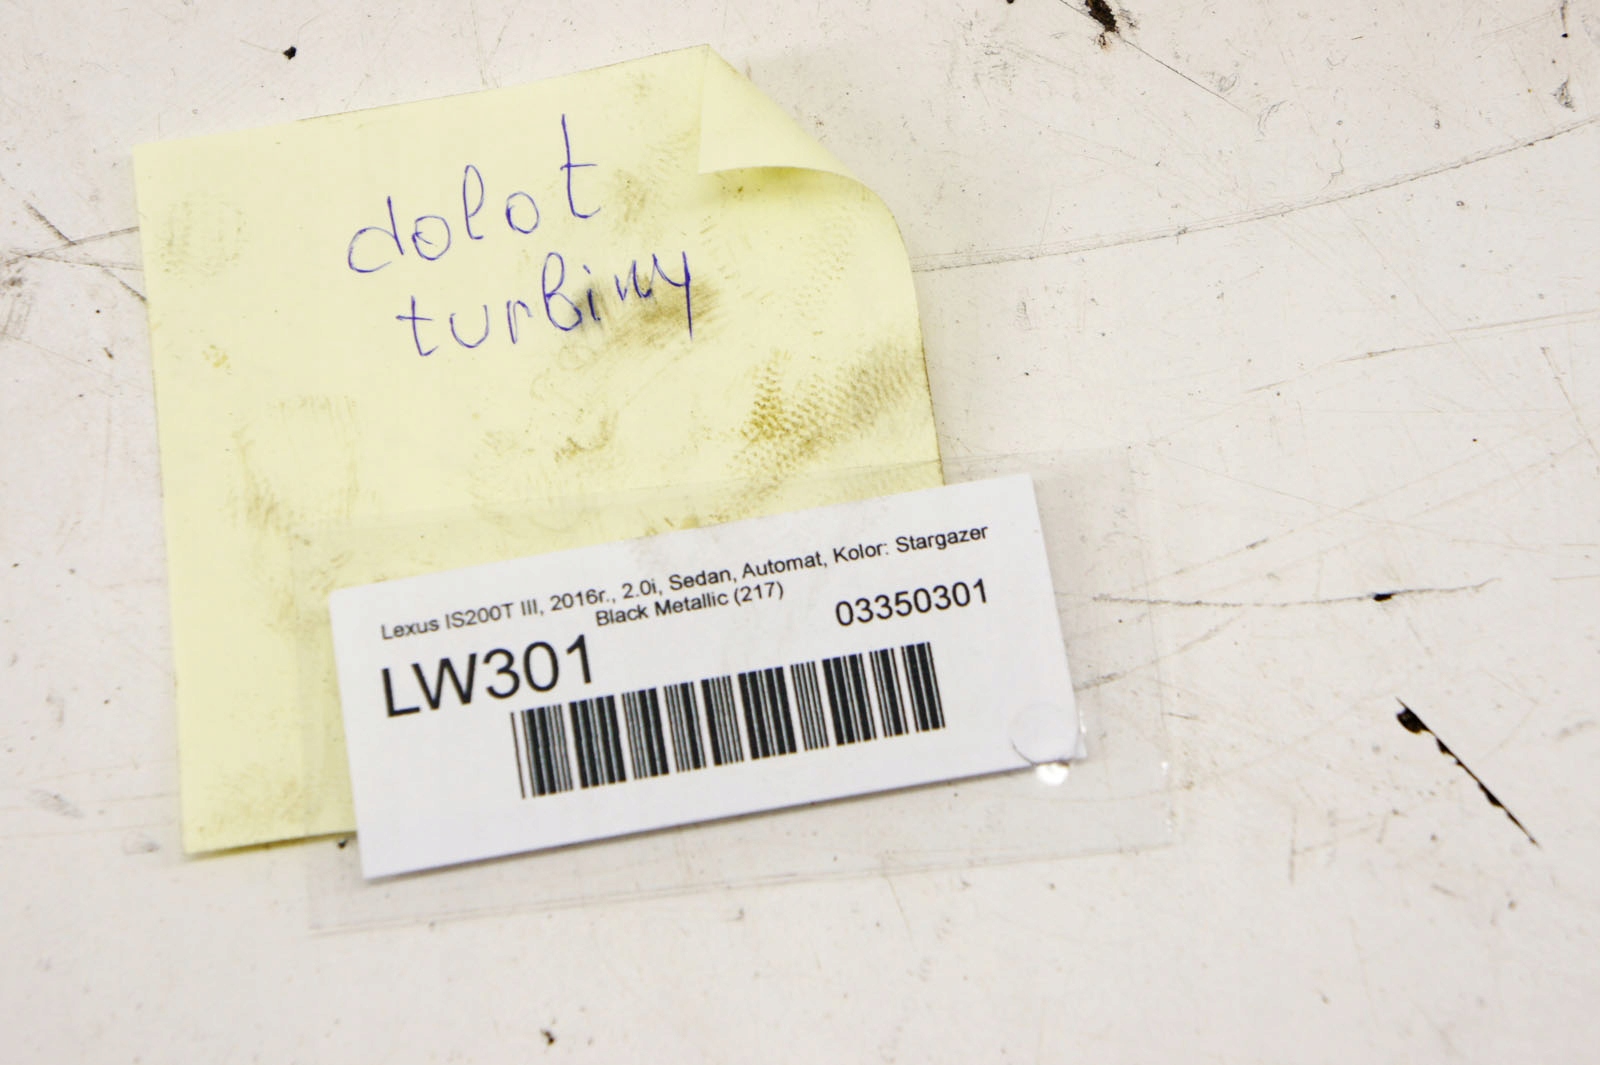 dolot
turbiny
Lexus IS200T III, 2016r., 2.0i, Sedan, Automat, Kolor: Stargazer
Black Metallic (217)
03350301
LW301